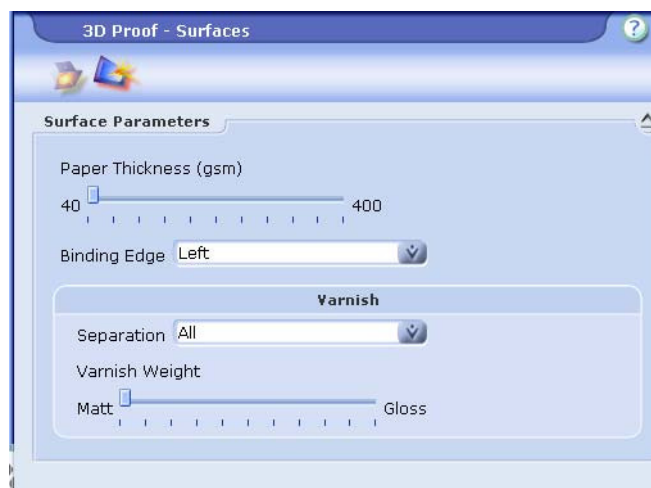 3D Proof - Surfaces
?
Surface Parameters
Paper Thickness (gsm)
40 400
Binding Edge Left
Varnish
Separation All
Varnish Weight
Matt Gloss